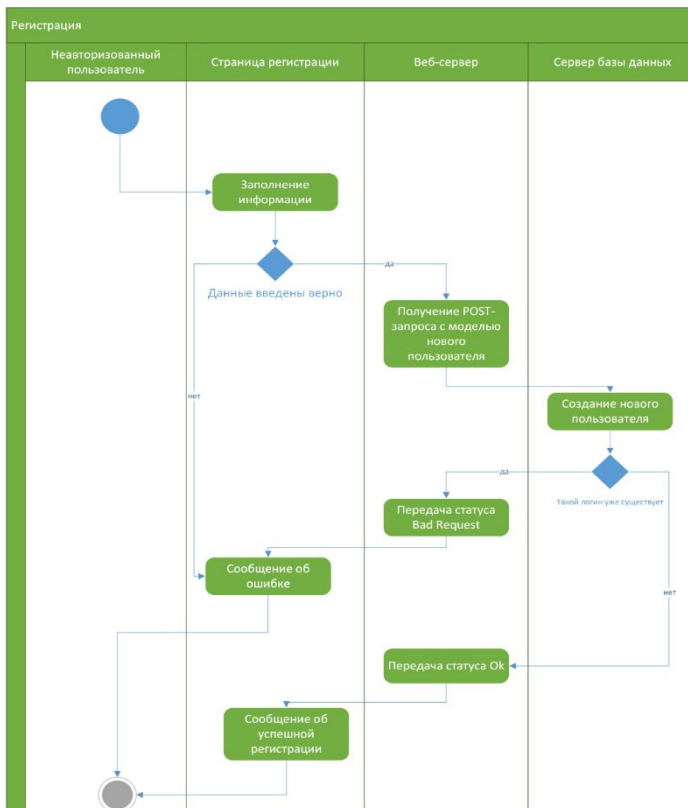 Регистрация
Неавторизованный
пользователь
Страница регистрации
Веб-сервер
Сервер базы данных
Заполнение
информации
да
Данные введены верно
Получение POST-
запроса с моделью
нового
пользователя
нет
Создание нового
пользователя
да
Такой логин уже существует
Передача статуса
Bad Request
Сообщение об
ошибке
нет
Передача статуса Ok
Сообщение об
успешной
регистрации